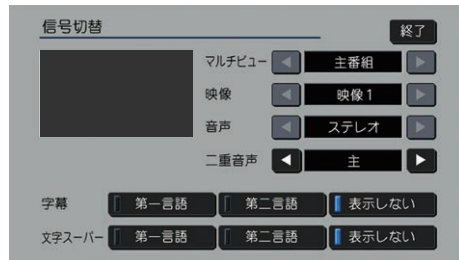 信号切替 終了
マルチビュー 主番組
映像 映像1
音声 ステレオ
二重音声 主
字幕 第一言語 第二言語 表示しない
文字スーパー 第一言語 第二言語 表示しない